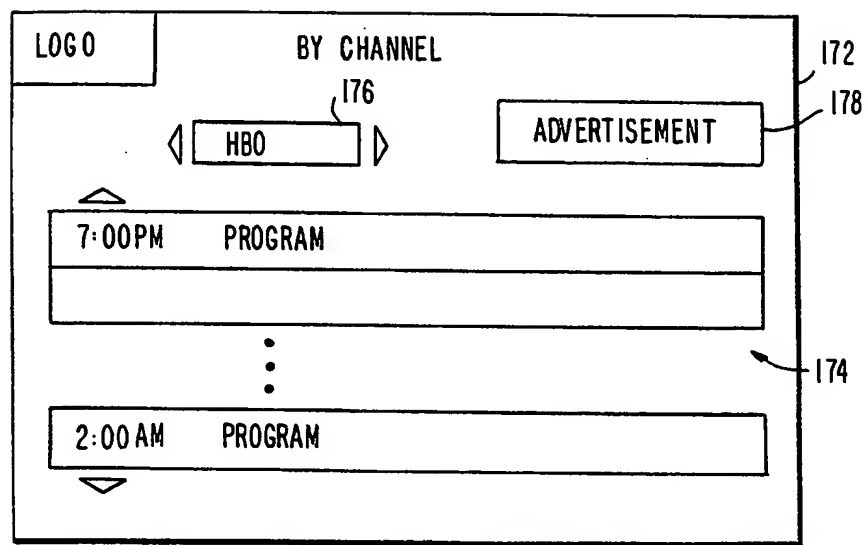 LOGO
BY CHANNEL
172
176
178
HBO
ADVERTISEMENT
7:00PM PROGRAM
174
2:00AM PROGRAM